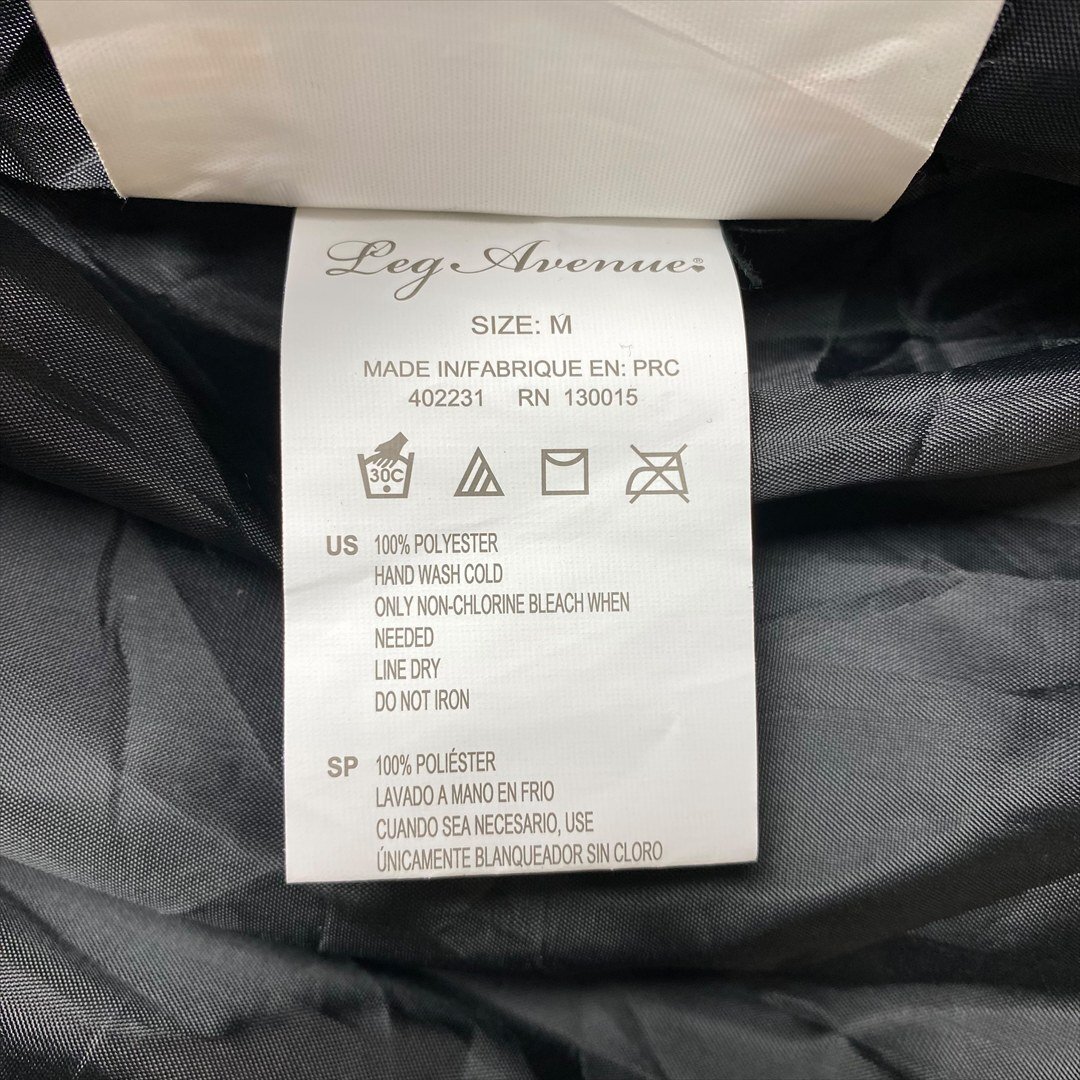 Leg Avenue®
SIZE: M
MADE IN/FABRIQUE EN: PRC
402231 RN 130015
30C
US 100% POLYESTER
HAND WASH COLD
ONLY NON-CHLORINE BLEACH WHEN
NEEDED
LINE DRY
DO NOT IRON
SP 100% POLIÉSTER
LAVADO A MANO EN FRIO
CUANDO SEA NECESARIO, USE
ÚNICAMENTE BLANQUEADOR SIN CLORO